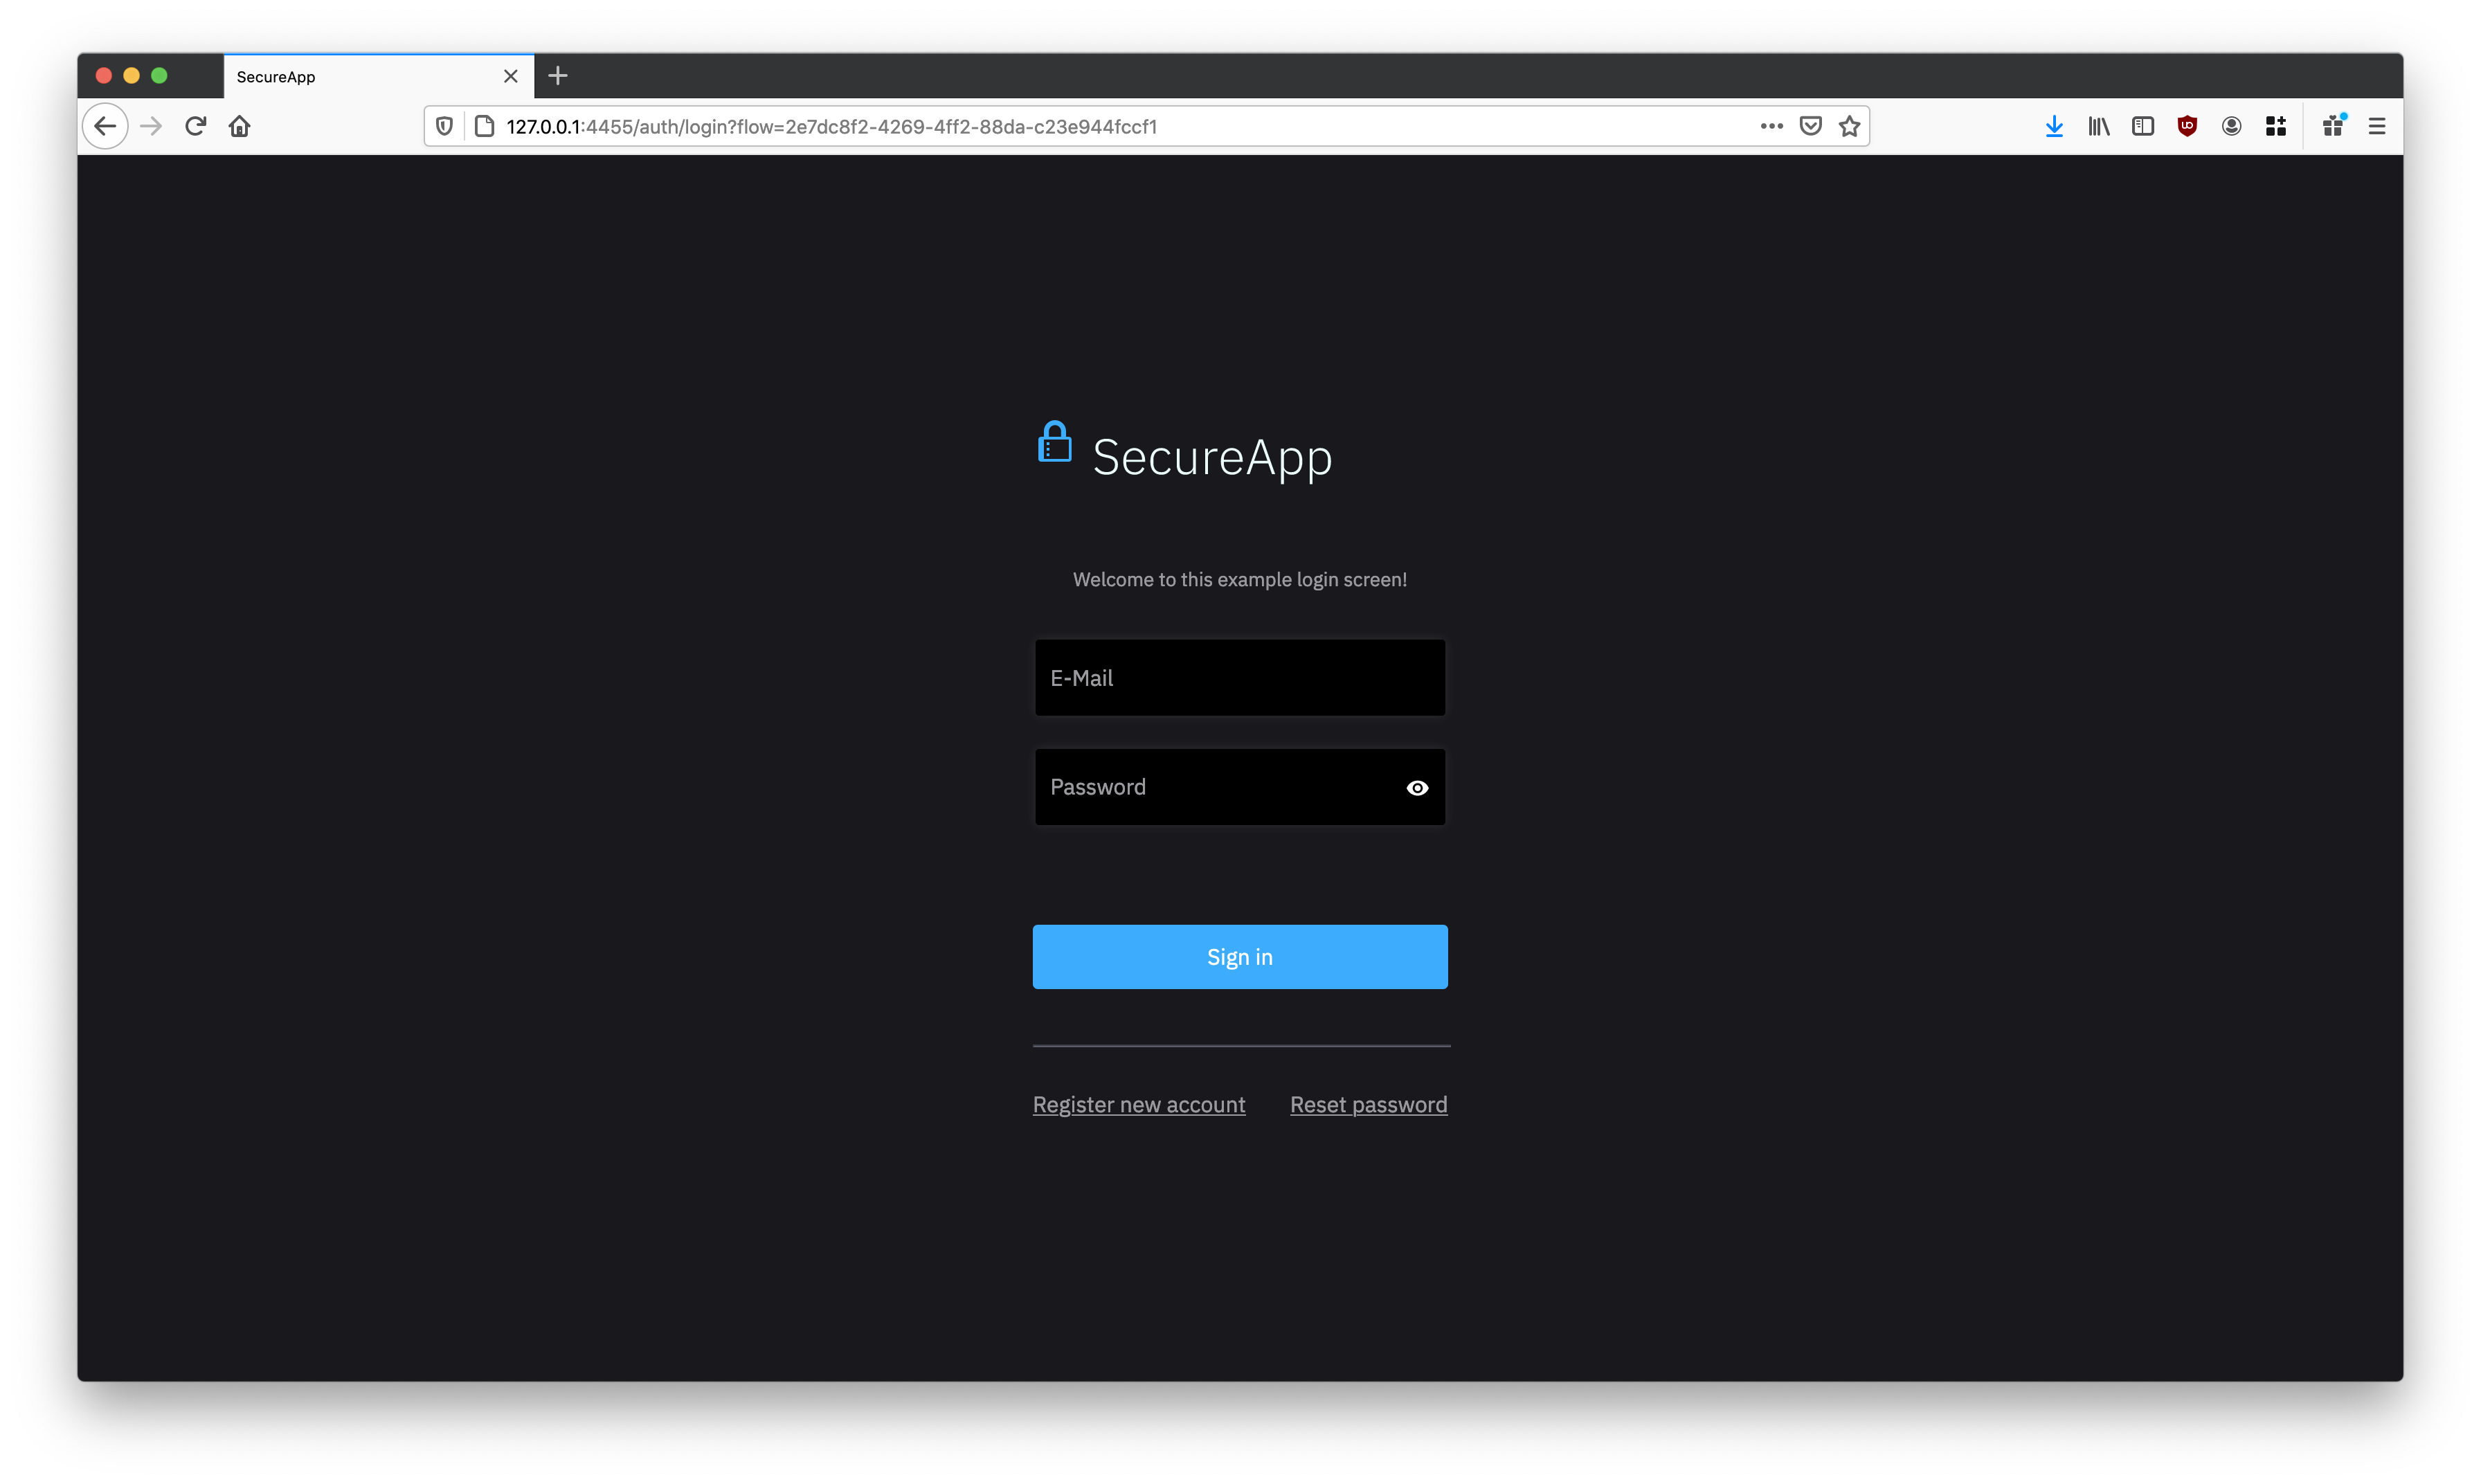 SecureApp
127.0.0.1:4455/auth/login?flow=2e7dc8f2-4269-4ff2-88da-c23e944fccf1
SecureApp
Welcome to this example login screen!
E-Mail
Password
Sign in
Register new account Reset password